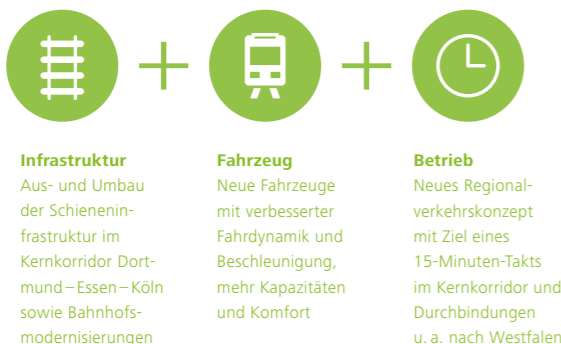 Infrastruktur
Aus- und Umbau
der Schienenin-
frastruktur im
Kernkorridor Dort-
mund – Essen – Köln
sowie Bahnhofs-
modernisierungen
Fahrzeug
Neue Fahrzeuge
mit verbesserter
Fahrdynamik und
Beschleunigung,
mehr Kapazitäten
und Komfort
Betrieb
Neues Regional-
verkehrskonzept
mit Ziel eines
15-Minuten-Takts
im Kernkorridor und
Durchbindungen
u. a. nach Westfalen